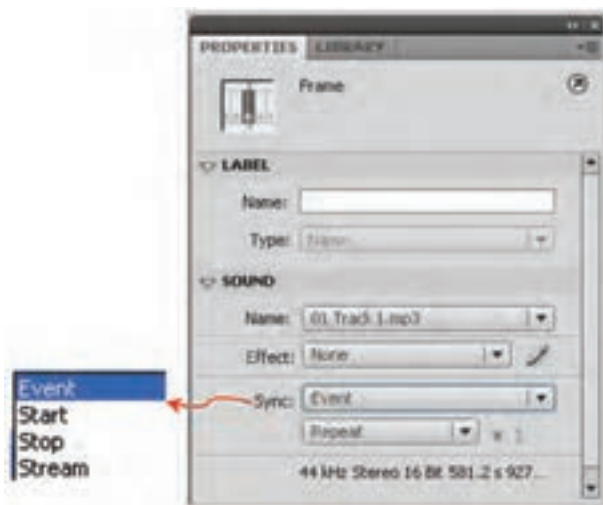 PROPERTIES LIBRARY
Frame
LABEL
Name:
Type: Name
SOUND
Name: 01 Track 1.mp3
Effect: None
Sync: Event
Repeat x 1
44 kHz Stereo 16 Bit 581.2 s 927...
Event
Start
Stop
Stream